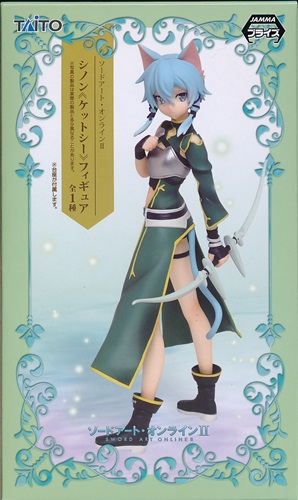 TAITO
JAMMA
プライズ
ソードアート・オンラインⅡ
シノン《ケットシー》フィギュア
全1種
※台座が付属します。
ソードアート・オンラインⅡ
SWORD ART ONLINE Ⅱ